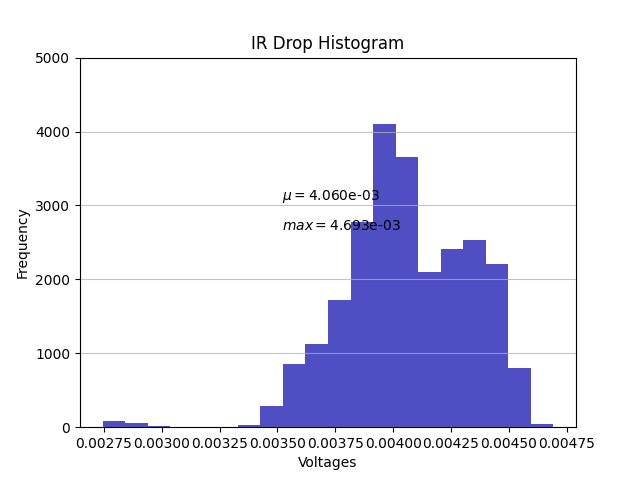 IR Drop Histogram
5000
4000
3000
2000
1000
0
Frequency
μ = 4.060e-03
max = 4.693e-03
0.00275 0.00300 0.00325 0.00350 0.00375 0.00400 0.00425 0.00450 0.00475
Voltages